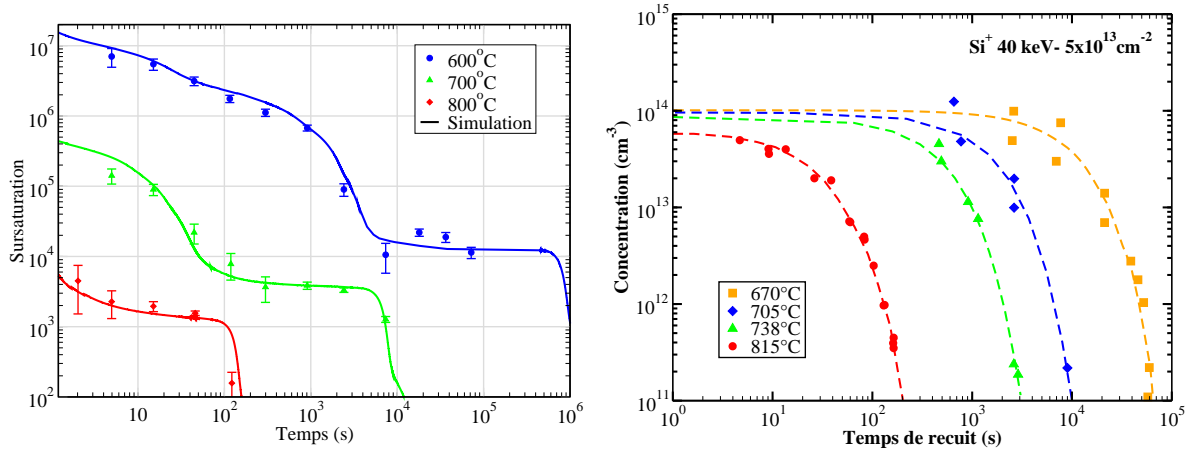 10^7
10^6
10^5
10^4
10^3
10^2
Sursaturation
600°C
700°C
800°C
Simulation
10 10^2 10^3 10^4 10^5 10^6
Temps (s)
10^15
10^14
10^13
10^12
10^11
Concentration (cm^-3)
Si^+ 40 keV- 5x10^13cm^-2
670°C
705°C
738°C
815°C
10^0 10^1 10^2 10^3 10^4 10^5
Temps de recuit (s)